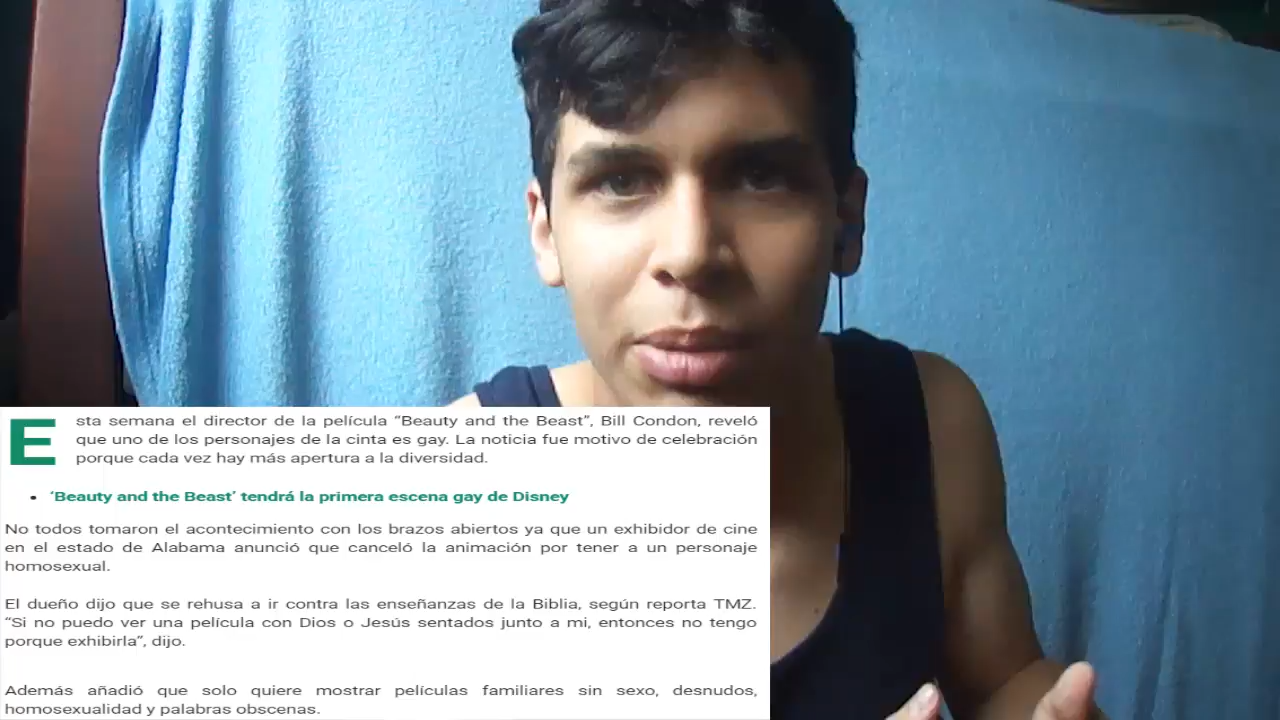 Esta semana el director de la película “Beauty and the Beast”, Bill Condon, reveló
que uno de los personajes de la cinta es gay. La noticia fue motivo de celebración
porque cada vez hay más apertura a la diversidad.
• ‘Beauty and the Beast’ tendrá la primera escena gay de Disney
No todos tomaron el acontecimiento con los brazos abiertos ya que un exhibidor de cine
en el estado de Alabama anunció que canceló la animación por tener a un personaje
homosexual.
El dueño dijo que se rehusa a ir contra las enseñanzas de la Biblia, según reporta TMZ.
“Si no puedo ver una película con Dios o Jesús sentados junto a mi, entonces no tengo
porque exhibirla”, dijo.
Además añadió que solo quiere mostrar películas familiares sin sexo, desnudos,
homosexualidad y palabras obscenas.